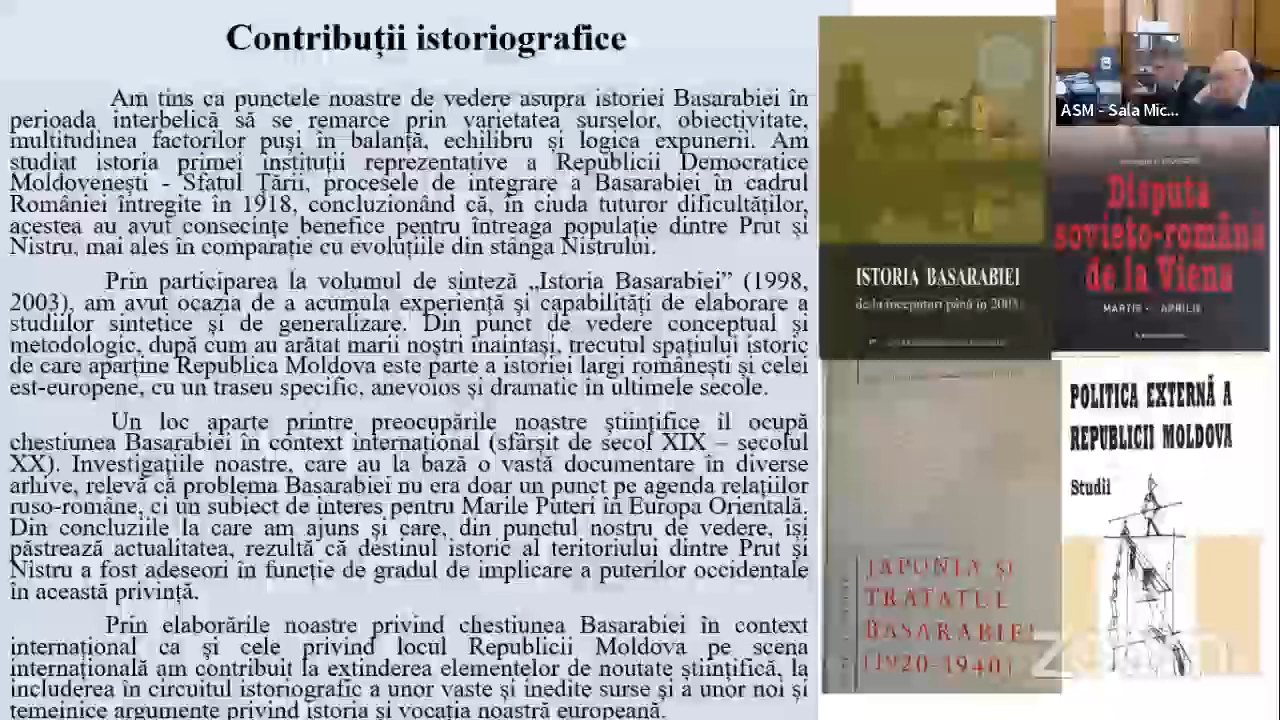 Contribuții istoriografice
Am tins ca punctele noastre de vedere asupra istoriei Basarabiei în
perioada interbelică să se remarce prin varietatea surselor, obiectivitate,
multitudinea factorilor puși în balanță, echilibru și logica expunerii. Am
studiat istoria primei instituții reprezentative a Republicii Democratice
Moldovenești - Sfatul Țării, procesele de integrare a Basarabiei în cadrul
României întregite în 1918, concluzionând că, în ciuda tuturor dificultăților,
acestea au avut consecințe benefice pentru întreaga populație dintre Prut și
Nistru, mai ales în comparație cu evoluțiile din stânga Nistrului.
Prin participarea la volumul de sinteză „Istoria Basarabiei” (1998,
2003), am avut ocazia de a acumula experiență și capabilități de elaborare a
studiilor sintetice și de generalizare. Din punct de vedere conceptual și
metodologic, după cum au arătat marii noștri înaintași, trecutul spațiului istoric
de care aparține Republica Moldova este parte a istoriei largi românești și celei
est-europene, cu un traseu specific, anevoios și dramatic în ultimele secole.
Un loc aparte printre preocupările noastre științifice îl ocupă
chestiunea Basarabiei în context internațional (sfârșit de secol XIX – secolul
XX). Investigațiile noastre, care au la bază o vastă documentare în diverse
arhive, relevă că problema Basarabiei nu era doar un punct pe agenda relațiilor
ruso-române, ci un subiect de interes pentru Marile Puteri în Europa Orientală.
Din concluziile la care am ajuns și care, din punctul nostru de vedere, își
păstrează actualitatea, rezultă că destinul istoric al teritoriului dintre Prut și
Nistru a fost adeseori în funcție de gradul de implicare a puterilor occidentale
în această privință.
Prin elaborările noastre privind chestiunea Basarabiei în context
internațional ca și cele privind locul Republicii Moldova pe scena
internațională am contribuit la extinderea elementelor de noutate științifică, la
includerea în circuitul istoriografic a unor vaste și inedite surse și a unor noi și
temeinice argumente privind istoria și vocația noastră europeană.
ISTORIA BASARABIEI
de la începuturi până în 2003
ASM - Sala Mic...
Disputa
sovieto-română
de la Viena
MARTIE - APRILIE
JAPONIA ȘI
TRATATUL
BASARABIEI
(1920-1940)
POLITICA EXTERNĂ A
REPUBLICII MOLDOVA
Studii
zoom